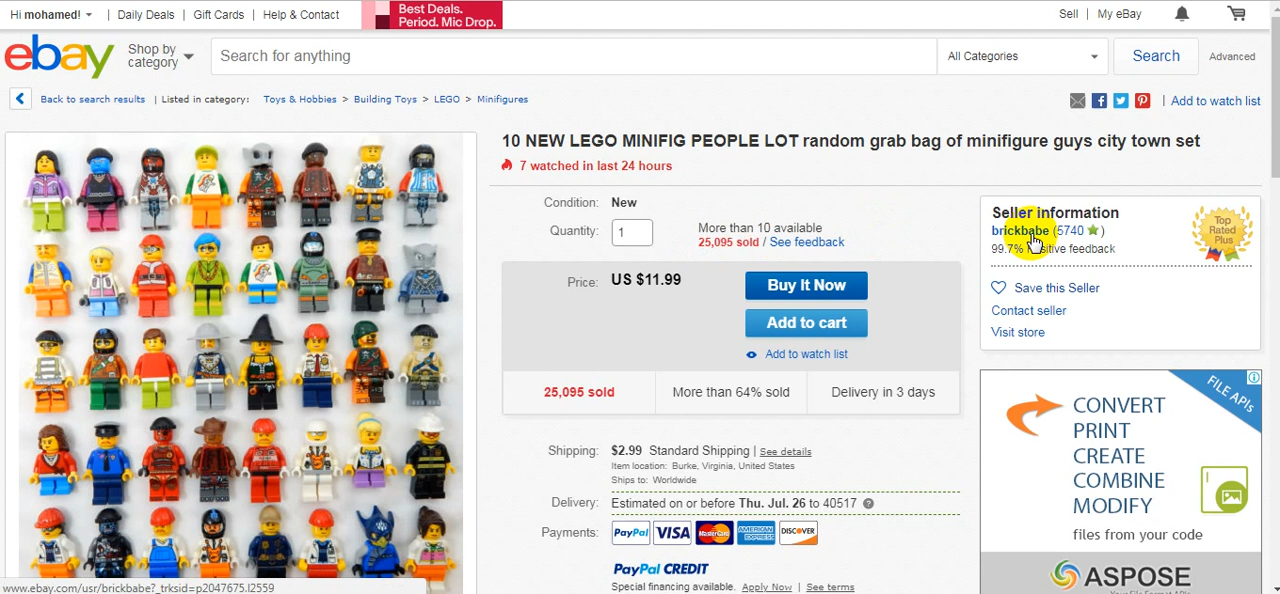 Hi mohamed! | Daily Deals | Gift Cards | Help & Contact
Best Deals.
Period. Mic Drop.
Sell | My eBay
ebay
Shop by
category
Search for anything
All Categories
Search
Advanced
Back to search results | Listed in category: Toys & Hobbies > Building Toys > LEGO > Minifigures
| Add to watch list
10 NEW LEGO MINIFIG PEOPLE LOT random grab bag of minifigure guys city town set
7 watched in last 24 hours
Condition: New
Quantity: 1
More than 10 available
25,095 sold / See feedback
Price: US $11.99
Buy It Now
Add to cart
Add to watch list
25,095 sold
More than 64% sold
Delivery in 3 days
Shipping: $2.99 Standard Shipping | See details
Item location: Burke, Virginia, United States
Ships to: Worldwide
Delivery: Estimated on or before Thu. Jul. 26 to 40517
Payments: PayPal VISA MasterCard AMERICAN EXPRESS DISCOVER
PayPal CREDIT
Special financing available. Apply Now | See terms
Seller information
brickbabe (5740 )
99.7% feedback
Top
Rated
Plus
Save this Seller
Contact seller
Visit store
FILE APIs
CONVERT
PRINT
CREATE
COMBINE
MODIFY
files from your code
ASPOSE
Your File Format APIs
www.ebay.com/usr/brickbabe?_trksid=p2047675.l2559